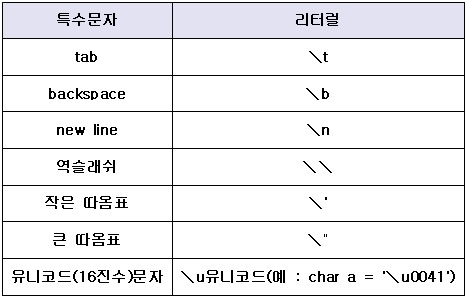 특수문자 리터럴
tab \t
backspace \b
new line \n
역슬래쉬 \\
작은 따옴표 \'
큰 따옴표 \"
유니코드(16진수)문자 \u유니코드(예 : char a = '\u0041')